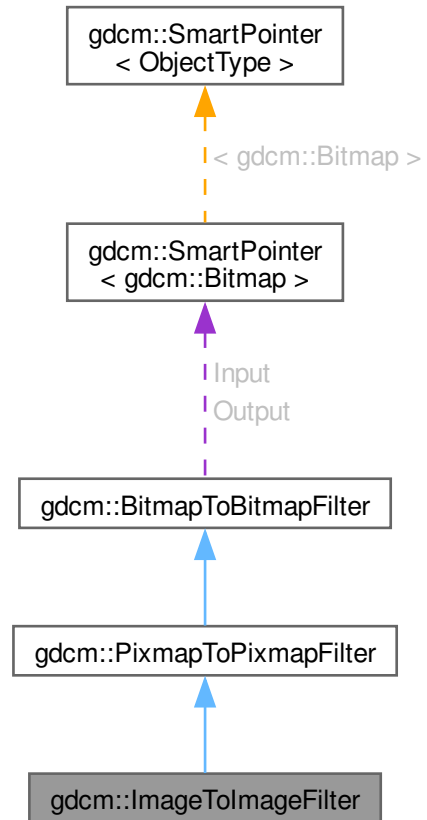 gdcm::SmartPointer
< ObjectType >
< gdcm::Bitmap >
gdcm::SmartPointer
< gdcm::Bitmap >
Input
Output
gdcm::BitmapToBitmapFilter
gdcm::PixmapToPixmapFilter
gdcm::ImageToImageFilter